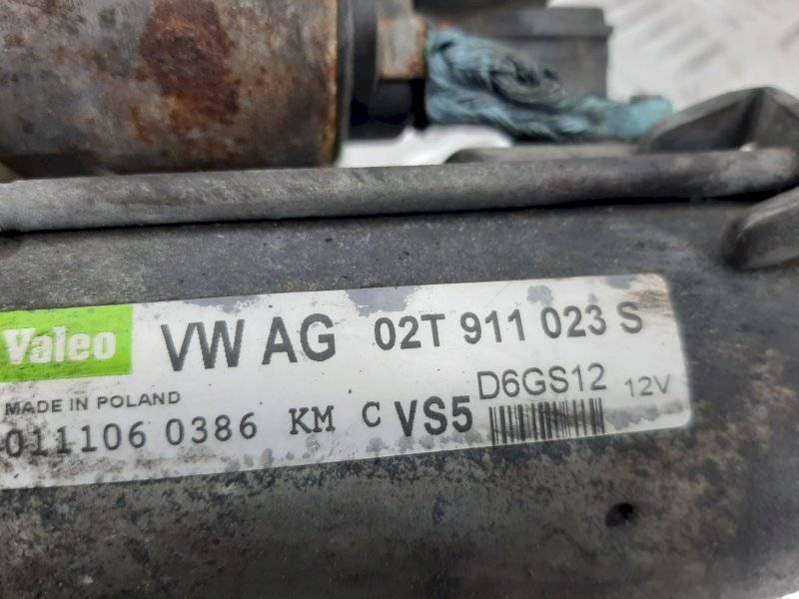 Valeo VW AG 02T 911 023 S
MADE IN POLAND D6GS12 12V
011106 0386 KM C VS5